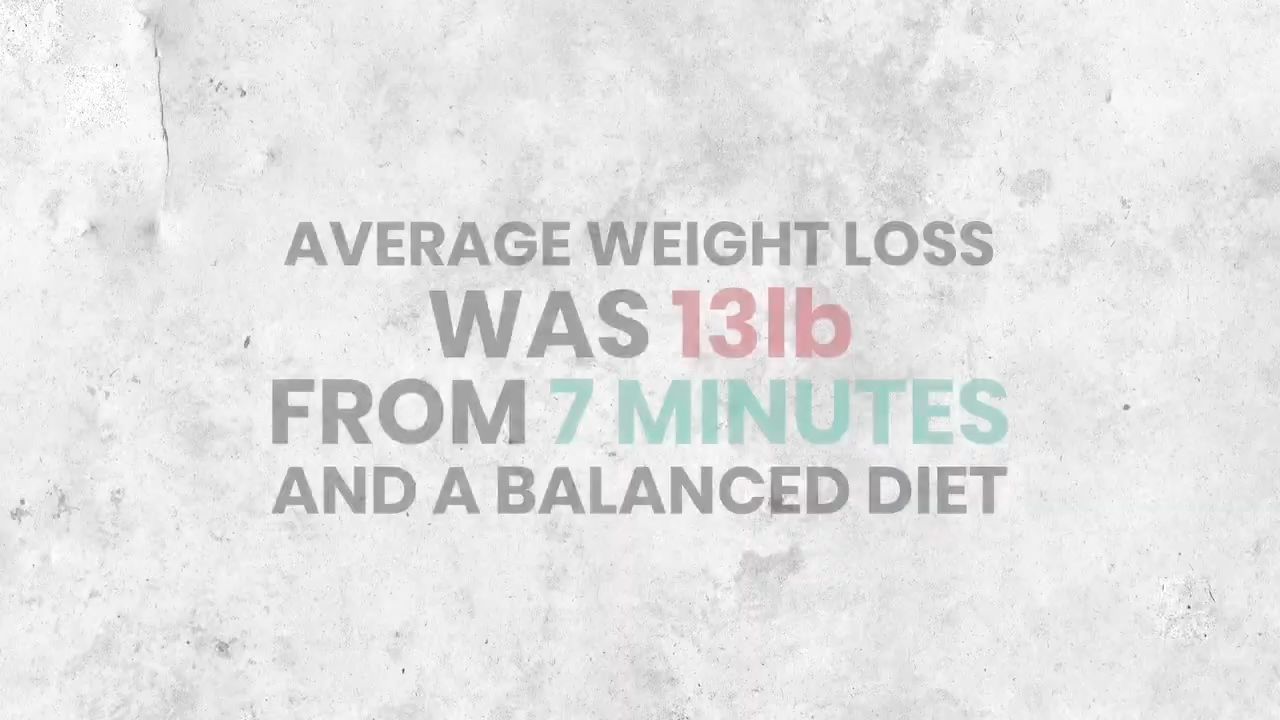 AVERAGE WEIGHT LOSS
WAS 13lb
FROM 7 MINUTES
AND A BALANCED DIET